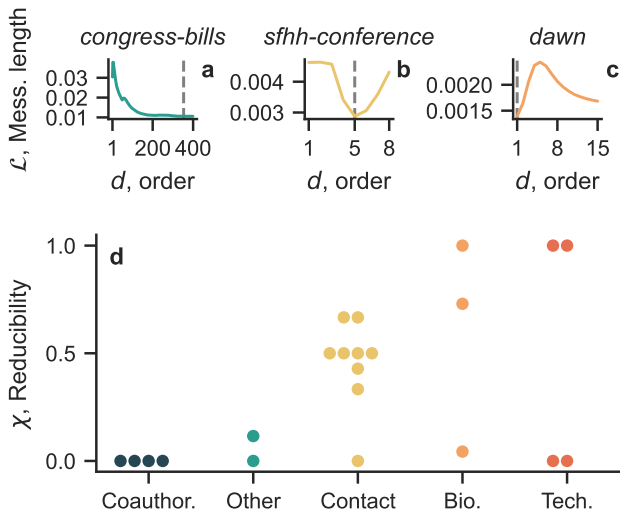 congress-bills
sfhh-conference
dawn
ℒ, Mess. length
a
0.03
0.02
0.01
1
200
400
d, order
b
0.004
0.003
1
5
8
d, order
c
0.0020
0.0015
1
8
15
d, order
d
χ, Reducibility
1.0
0.5
0.0
Coauthor.
Other
Contact
Bio.
Tech.